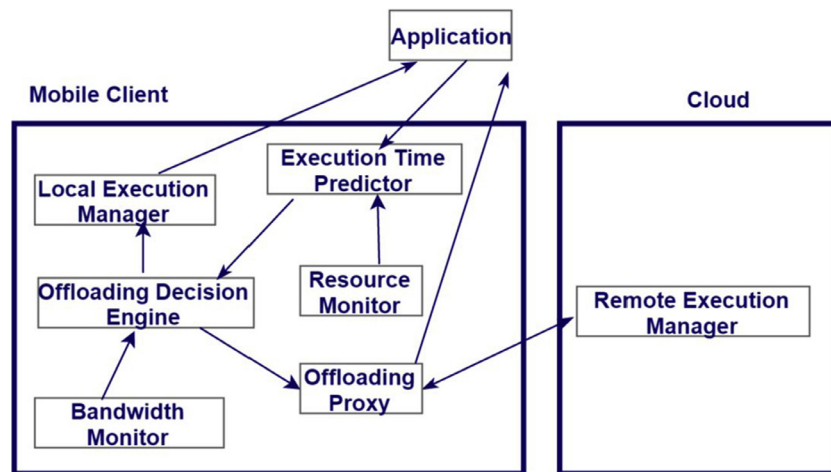 Application
Mobile Client
Cloud
Execution Time
Predictor
Local Execution
Manager
Resource
Monitor
Offloading Decision
Engine
Remote Execution
Manager
Offloading
Proxy
Bandwidth
Monitor